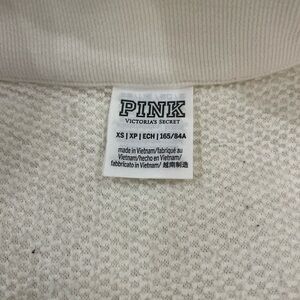 PINK
VICTORIA'S SECRET
XS | XP | ECH | 165/84A
made in Vietnam/fabriqué au
Vietnam/hecho en Vietnam/
fabbricato in Vietnam/ 越南制造